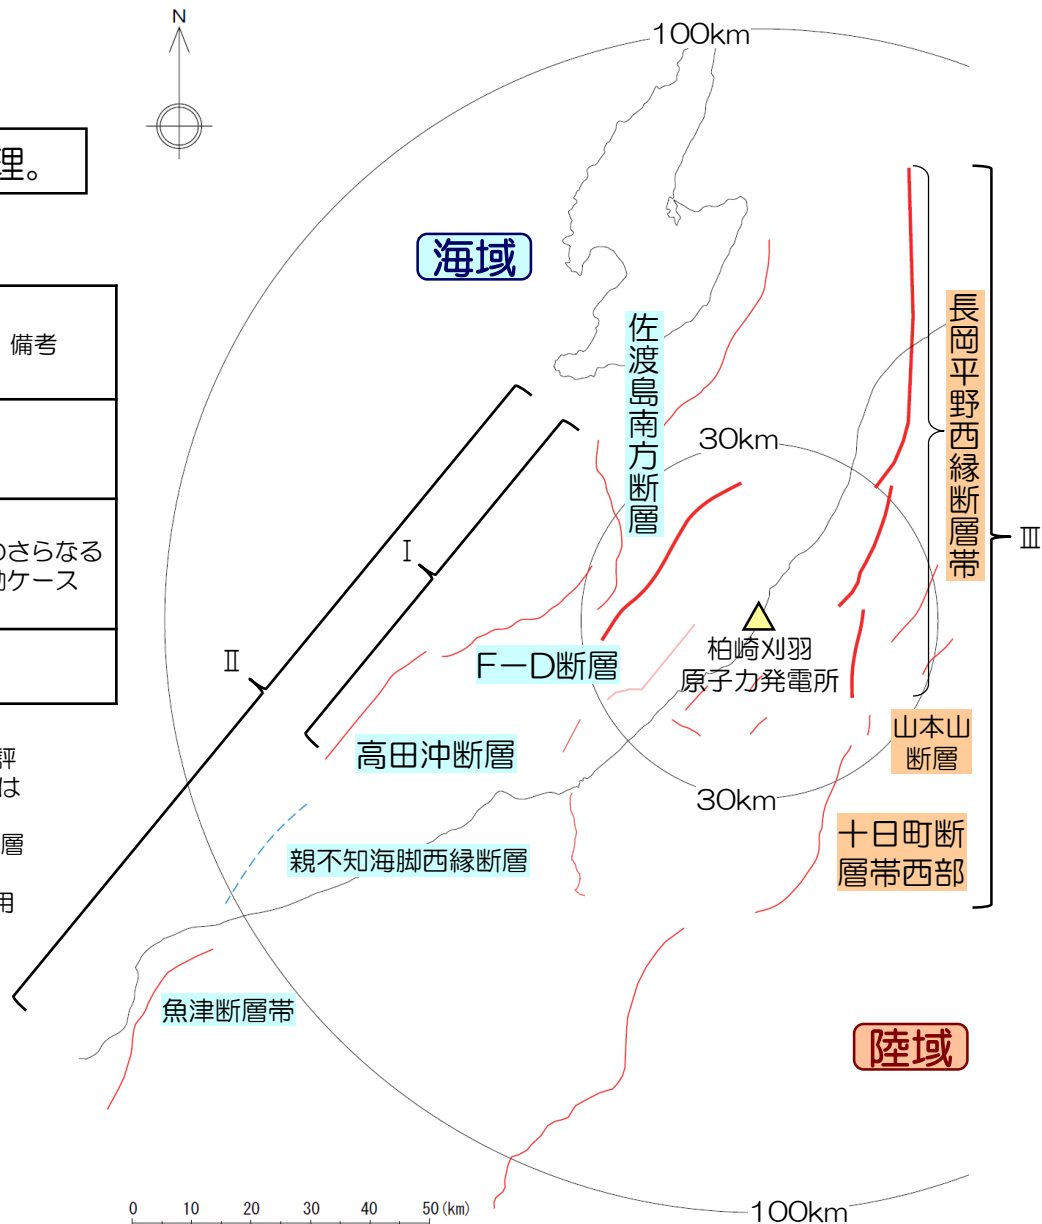 N
100km
理。
海域
備考
佐渡島南方断層
長岡平野西縁断層帯
30km
Ⅰ
Ⅲ
のさらなる
動ケース
Ⅱ
F－D断層
柏崎刈羽
原子力発電所
高田沖断層
山本山
断層
評
は
30km
層
親不知海脚西縁断層
十日町断
層帯西部
用
魚津断層帯
陸域
0 10 20 30 40 50(km)
100km